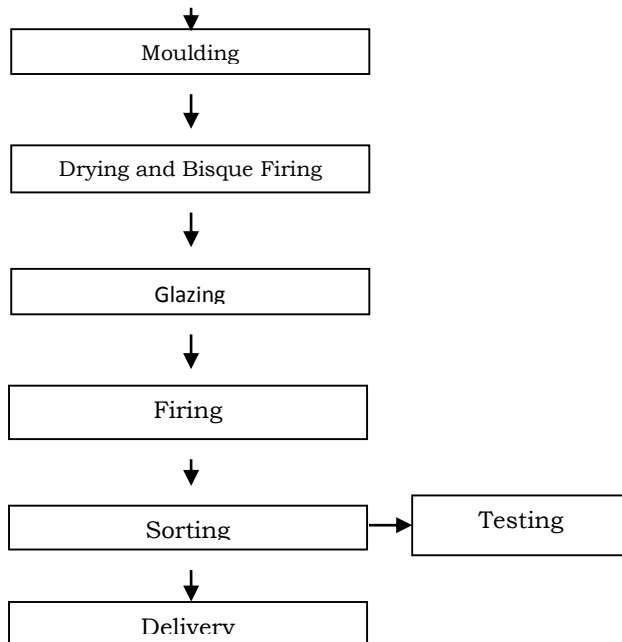 Moulding
Drying and Bisque Firing
Glazing
Firing
Sorting
Testing
Delivery